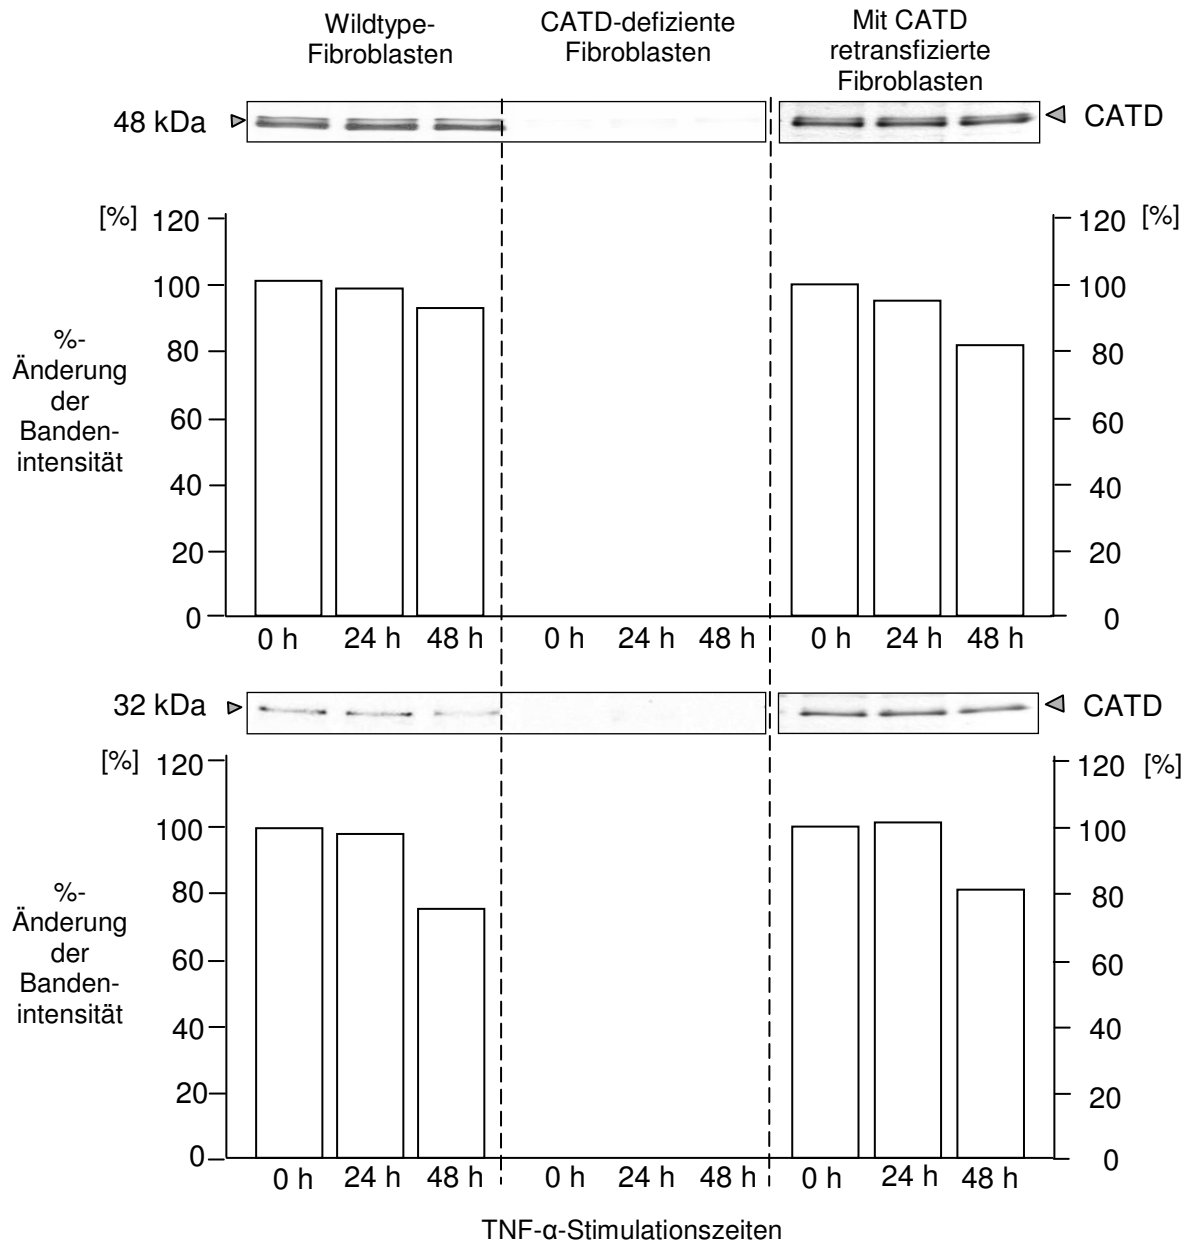 Wildtype-
Fibroblasten
CATD-defiziente
Fibroblasten
Mit CATD
retransfizierte
Fibroblasten
48 kDa
CATD
[%]
120
100
80
60
40
20
0
%-
Änderung
der
Banden-
intensität
120
[%]
100
80
60
40
20
0
0 h 24 h 48 h 0 h 24 h 48 h 0 h 24 h 48 h
32 kDa
CATD
[%]
120
100
80
60
40
20
0
%-
Änderung
der
Banden-
intensität
120
[%]
100
80
60
40
20
0
0 h 24 h 48 h 0 h 24 h 48 h 0 h 24 h 48 h
TNF-α-Stimulationszeiten